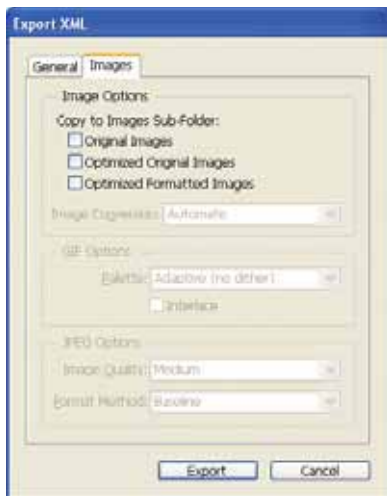 Export XML
General Images
Image Options
Copy to Images Sub-Folder:
Original Images
Optimized Original Images
Optimized Formatted Images
Image Conversion: Automatic
GIF Options
Palette: Adaptive (no dither)
Interlace
JPEG Options
Image Quality: Medium
Format Method: Baseline
Export Cancel